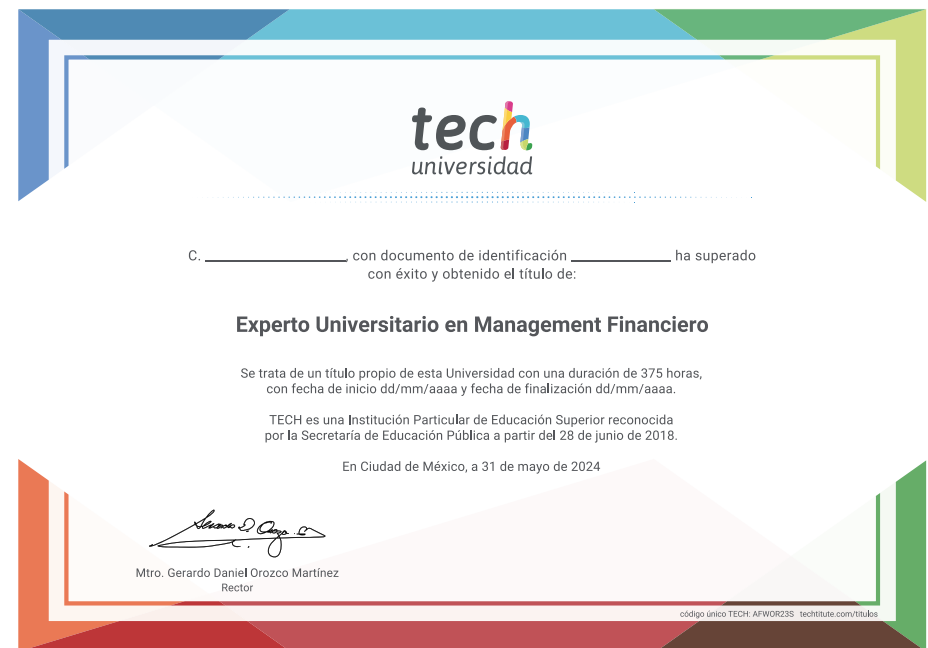 tech
universidad
C. ____________, con documento de identificación ____________ ha superado
con éxito y obtenido el título de:
Experto Universitario en Management Financiero
Se trata de un título propio de esta Universidad con una duración de 375 horas,
con fecha de inicio dd/mm/aaaa y fecha de finalización dd/mm/aaaa.
TECH es una Institución Particular de Educación Superior reconocida
por la Secretaría de Educación Pública a partir del 28 de junio de 2018.
En Ciudad de México, a 31 de mayo de 2024
Mtro. Gerardo Daniel Orozco Martínez
Rector
código único TECH: AFWOR23S techtitute.com/titulos